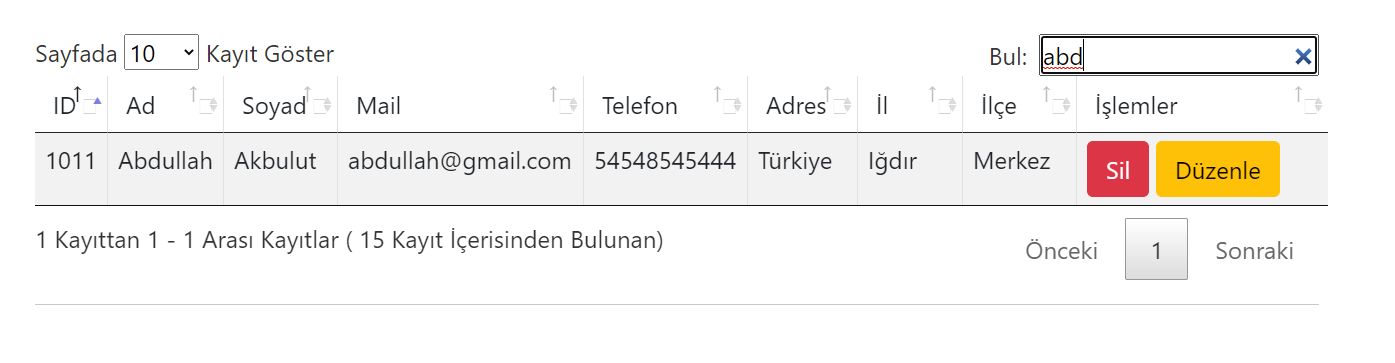 Sayfada 10 Kayıt Göster Bul: abd
ID Ad Soyad Mail Telefon Adres İl İlçe İşlemler
1011 Abdullah Akbulut abdullah@gmail.com 54548545444 Türkiye Iğdır Merkez Sil Düzenle
1 Kayıttan 1 - 1 Arası Kayıtlar ( 15 Kayıt İçerisinden Bulunan) Önceki 1 Sonraki